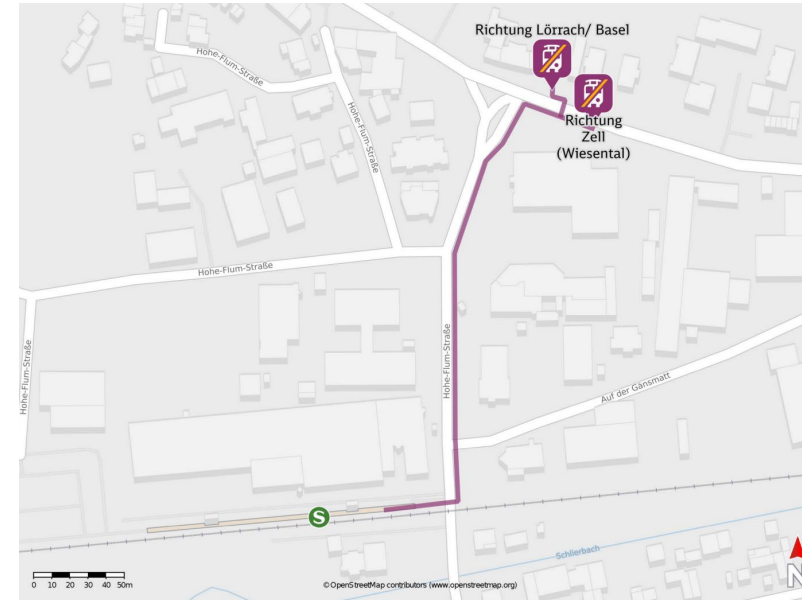 Richtung Lörrach/ Basel
Richtung
Zell
(Wiesental)
Hohe-Flum-Straße
Hohe-Flum-Straße
Hohe-Flum-Straße
Hohe-Flum-Straße
Hohe-Flum-Straße
Auf der Gänsmatt
S
Schlierbach
0 10 20 30 40 50m
©OpenStreetMap contributors (www.openstreetmap.org)
N